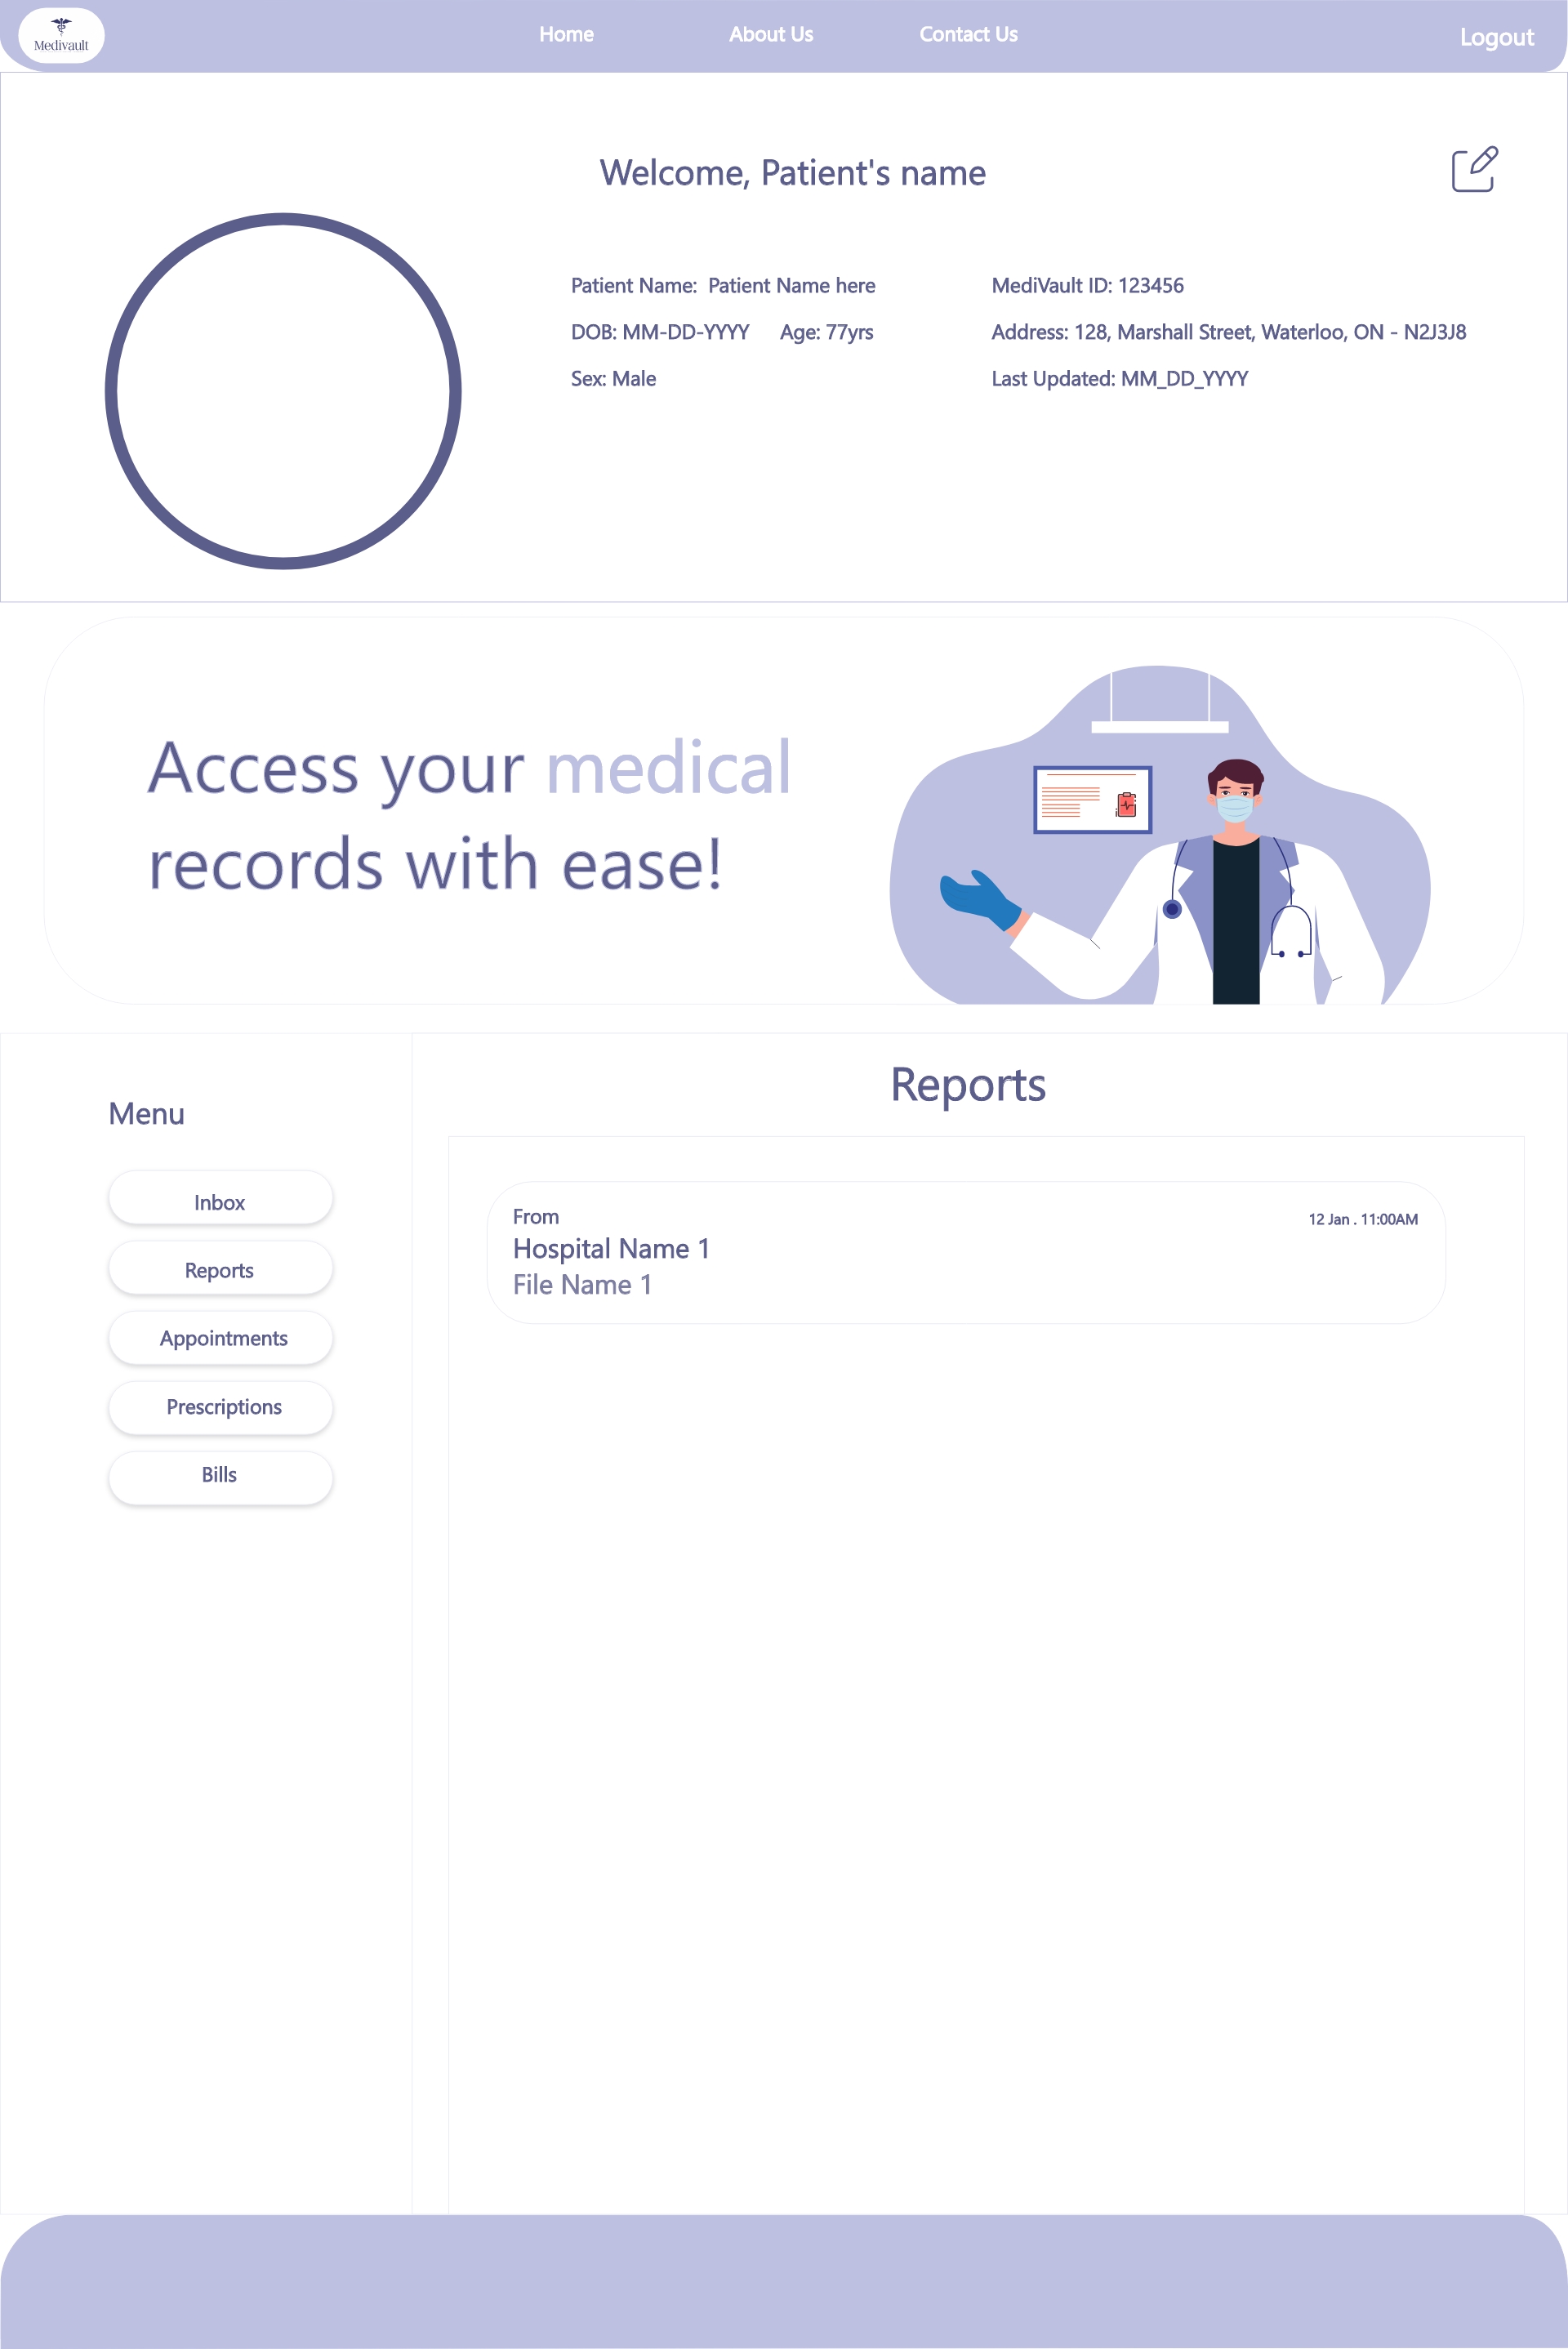 Medivault
Home
About Us
Contact Us
Logout
Welcome, Patient's name
Patient Name:  Patient Name here
MediVault ID: 123456
DOB: MM-DD-YYYY
Age: 77yrs
Address: 128, Marshall Street, Waterloo, ON - N2J3J8
Sex: Male
Last Updated: MM_DD_YYYY
Access your medical
records with ease!
Menu
Inbox
Reports
Appointments
Prescriptions
Bills
Reports
From
12 Jan . 11:00AM
Hospital Name 1
File Name 1